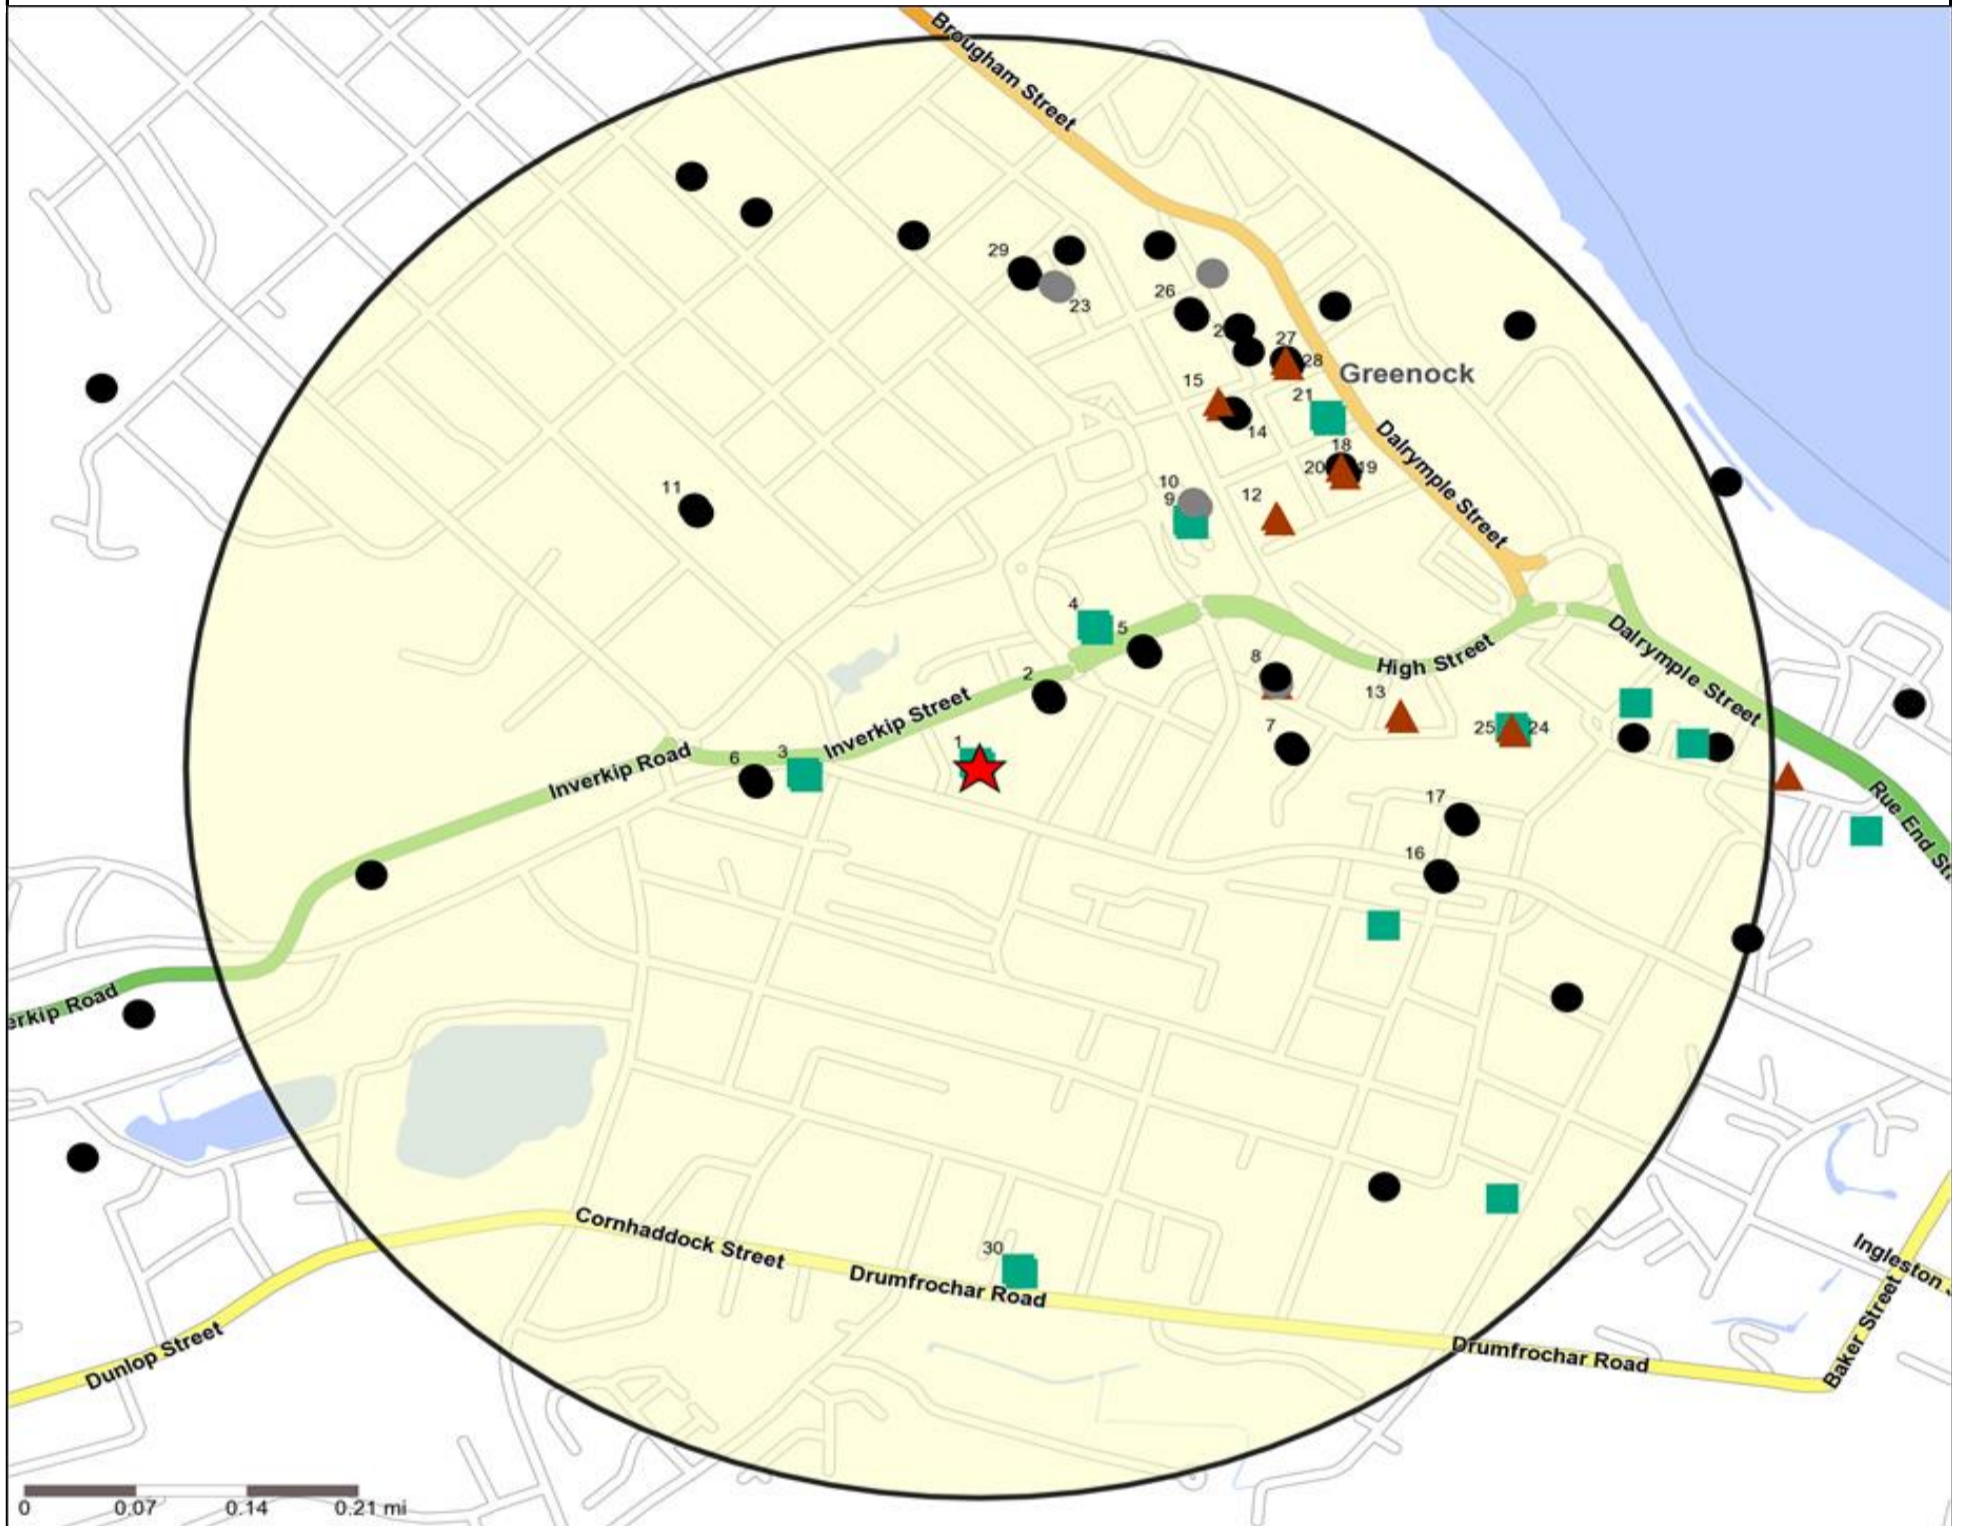 Brougham Street
29
23
26
2
27
28
Greenock
15
21
14
Dalrymple Street
18
20
19
11
10
9
12
4
5
High Street
Dalrymple Street
8
2
13
7
25
24
Inverkip Street
1
3
6
Inverkip Road
Rue End St
17
16
erkip Road
Cornhaddock Street
30
Drumfrochar Road
Ingleston
Baker Street
Drumfrochar Road
Dunlop Street
0 0.07 0.14 0.21 mi